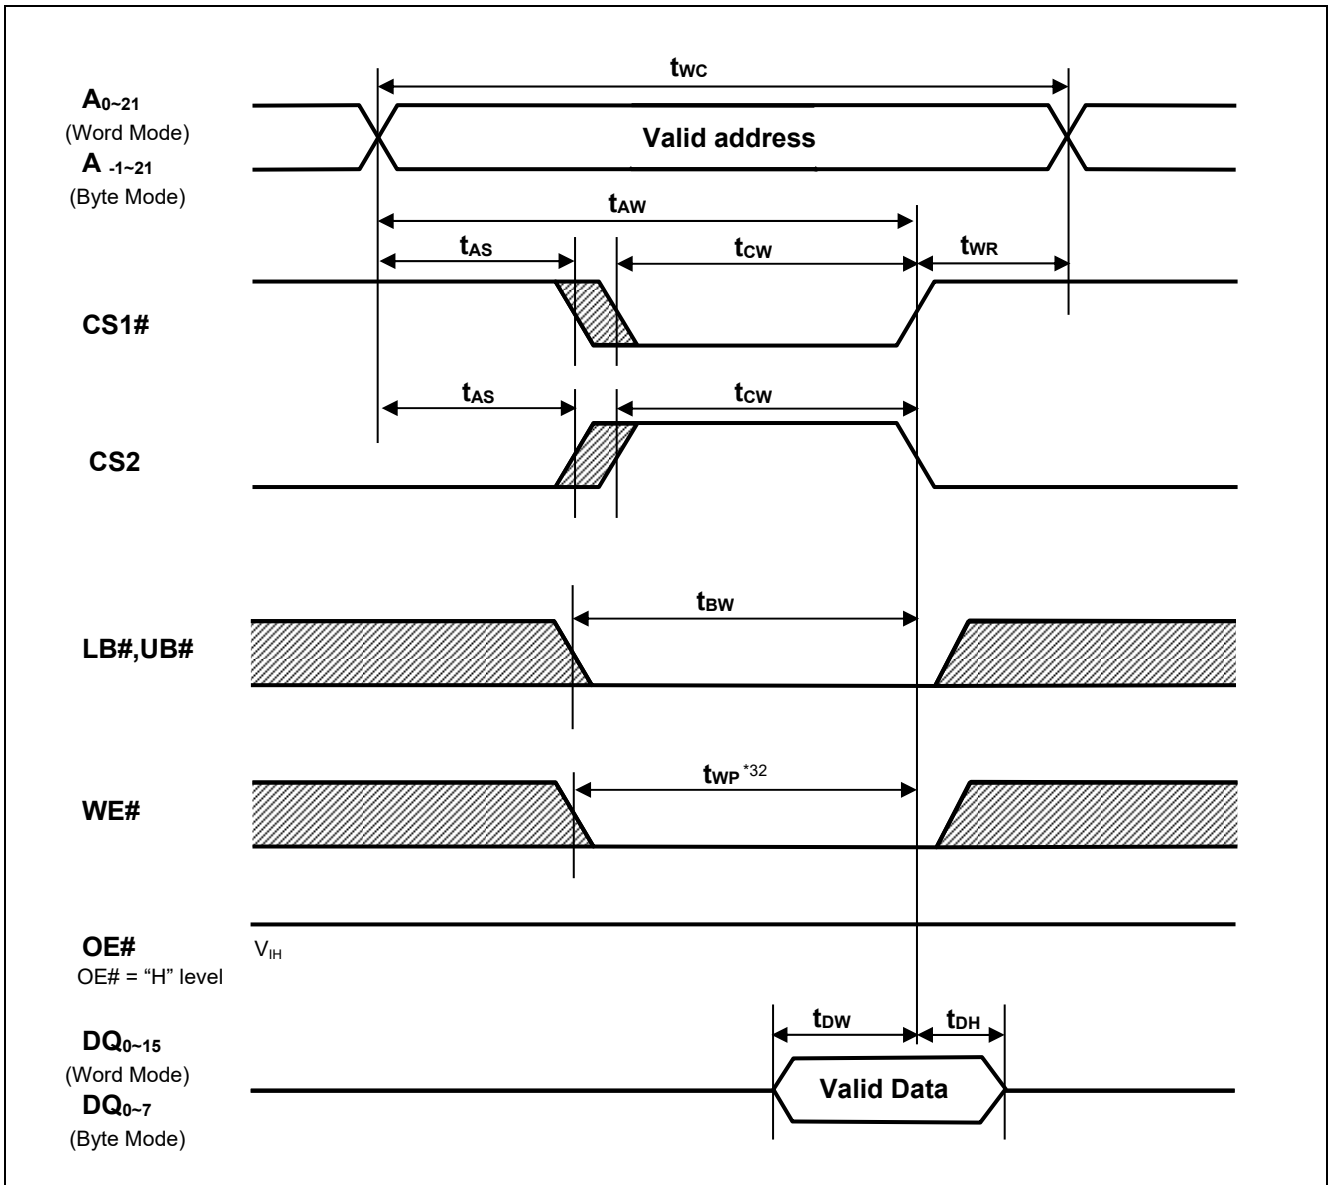 tWC
A0~21
(Word Mode)
A -1~21
(Byte Mode)
Valid address
tAW
tAS
tCW
tWR
CS1#
tAS
tCW
CS2
tBW
LB#,UB#
tWP *32
WE#
OE#
OE# = “H” level
VIH
tDW
tDH
DQ0~15
(Word Mode)
DQ0~7
(Byte Mode)
Valid Data